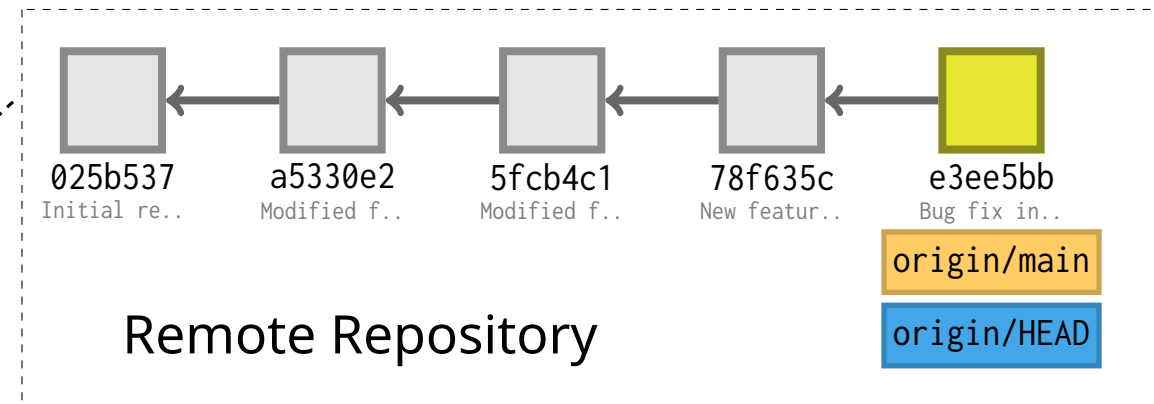 025b537 a5330e2 5fcb4c1 78f635c e3ee5bb
Initial re.. Modified f.. Modified f.. New featur.. Bug fix in..
origin/main
Remote Repository
origin/HEAD